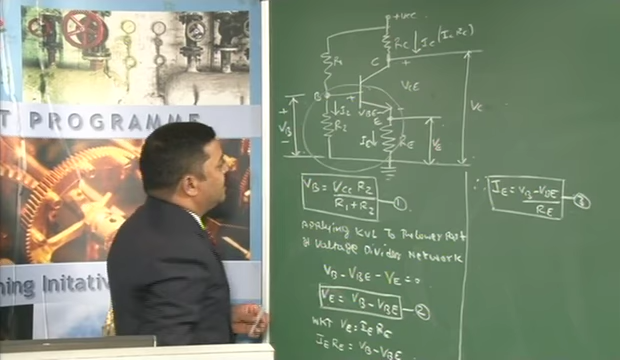 T PROGRAMME
ning Initiativ
+Vcc
R1
Rc
Ic (Ic Rc)
C
+
VCE
Vc
B
+
VB
-
I2
R2
VBE
E
IE
RE
VE
VB = Vcc R2 / R1 + R2 — 1
Applying KVL To The lower Part
of Voltage Divider Network
VB - VBE - VE = 0
VE = VB - VBE — 2
WKT VE = IE RE
IE RE = VB - VBE
∴ IE = VB - VBE / RE — 3